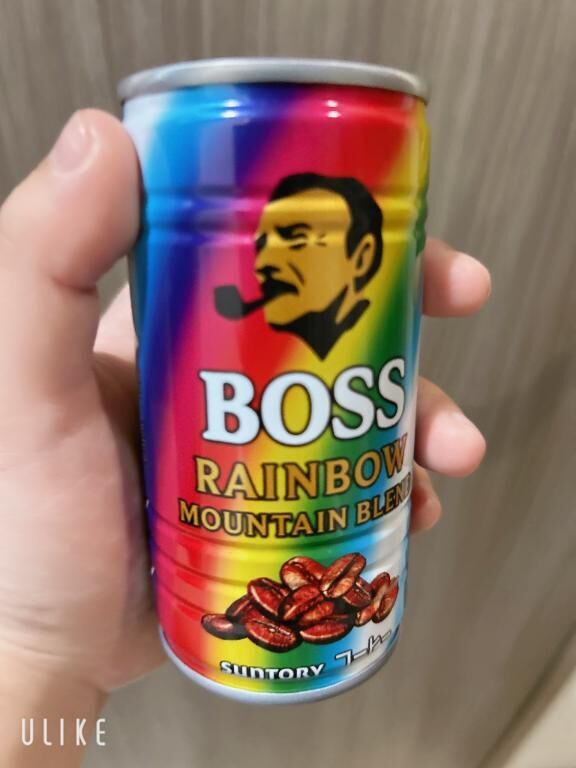 BOSS
RAINBOW
MOUNTAIN BLEND
SUNTORY コーヒー
ULIKE